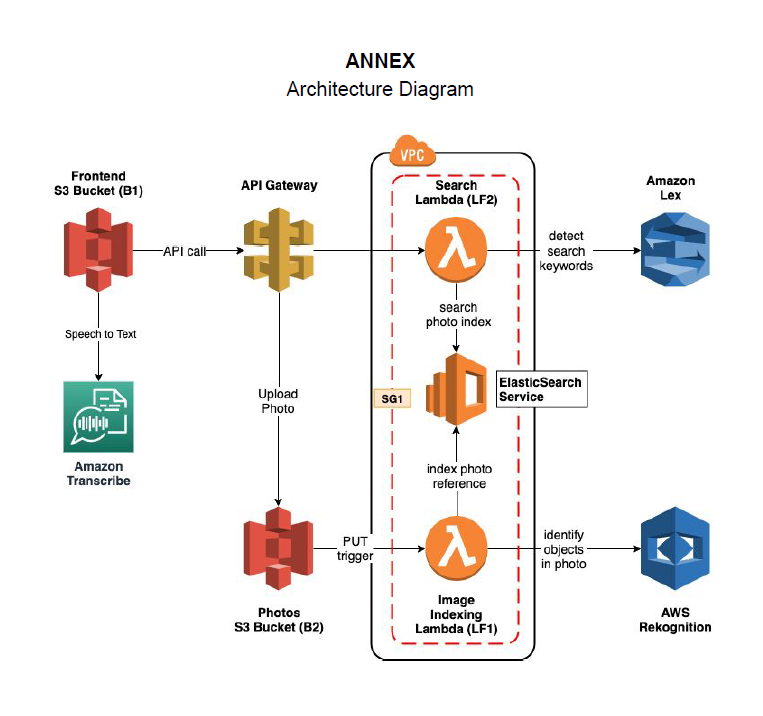 ANNEX
Architecture Diagram
VPC
Frontend
S3 Bucket (B1)
API Gateway
Search
Lambda (LF2)
Amazon
Lex
API call
detect
search
keywords
search
photo index
Speech to Text
Upload
Photo
SG1
ElasticSearch
Service
Amazon
Transcribe
index photo
reference
PUT
trigger
identify
objects
in photo
Photos
S3 Bucket (B2)
Image
Indexing
Lambda (LF1)
AWS
Rekognition